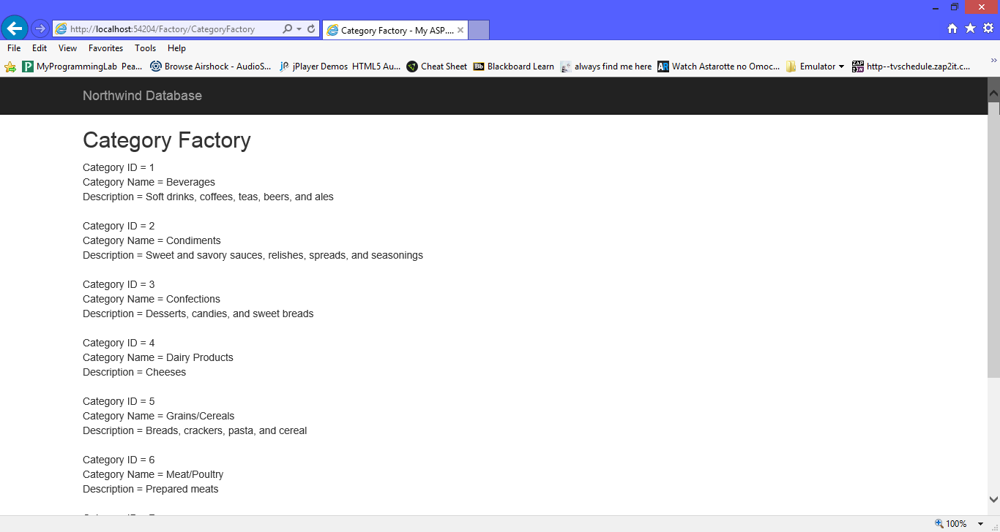 http://localhost:54204/Factory/CategoryFactory
Category Factory - My ASP....
File Edit View Favorites Tools Help
MyProgrammingLab Pea... Browse Airshock - AudioS... jPlayer Demos HTML5 Au... Cheat Sheet Blackboard Learn always find me here Watch Astarotte no Omoc... Emulator http--tvschedule.zap2it.c...
Northwind Database
Category Factory
Category ID = 1
Category Name = Beverages
Description = Soft drinks, coffees, teas, beers, and ales
Category ID = 2
Category Name = Condiments
Description = Sweet and savory sauces, relishes, spreads, and seasonings
Category ID = 3
Category Name = Confections
Description = Desserts, candies, and sweet breads
Category ID = 4
Category Name = Dairy Products
Description = Cheeses
Category ID = 5
Category Name = Grains/Cereals
Description = Breads, crackers, pasta, and cereal
Category ID = 6
Category Name = Meat/Poultry
Description = Prepared meats
100%